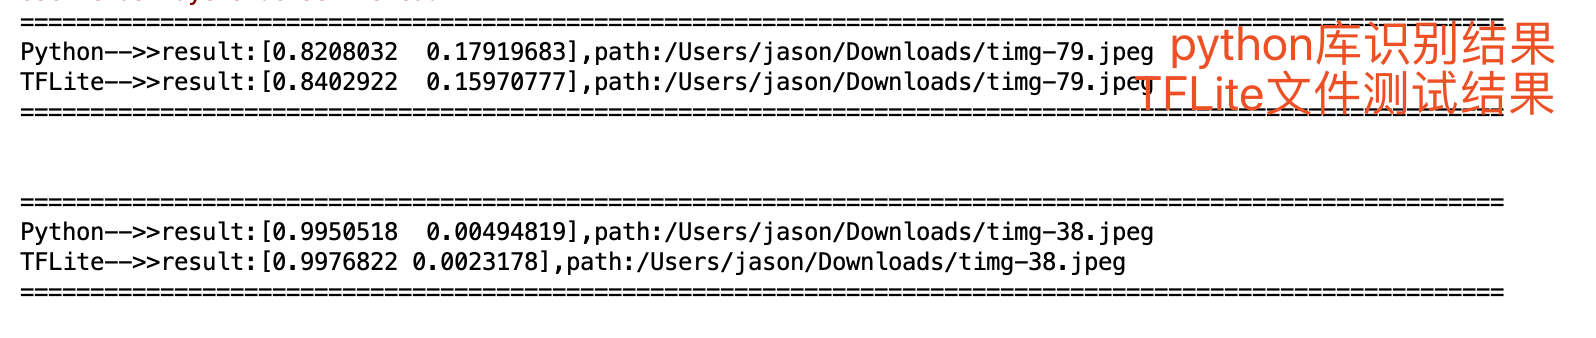 ==========================================================================================================
Python-->>result:[0.8208032  0.17919683],path:/Users/jason/Downloads/timg-79.jpeg python库识别结果
TFLite-->>result:[0.8402922  0.15970777],path:/Users/jason/Downloads/timg-79.jpeg TFLite文件测试结果
==========================================================================================================
==========================================================================================================
Python-->>result:[0.9950518  0.00494819],path:/Users/jason/Downloads/timg-38.jpeg
TFLite-->>result:[0.9976822 0.0023178],path:/Users/jason/Downloads/timg-38.jpeg
==========================================================================================================